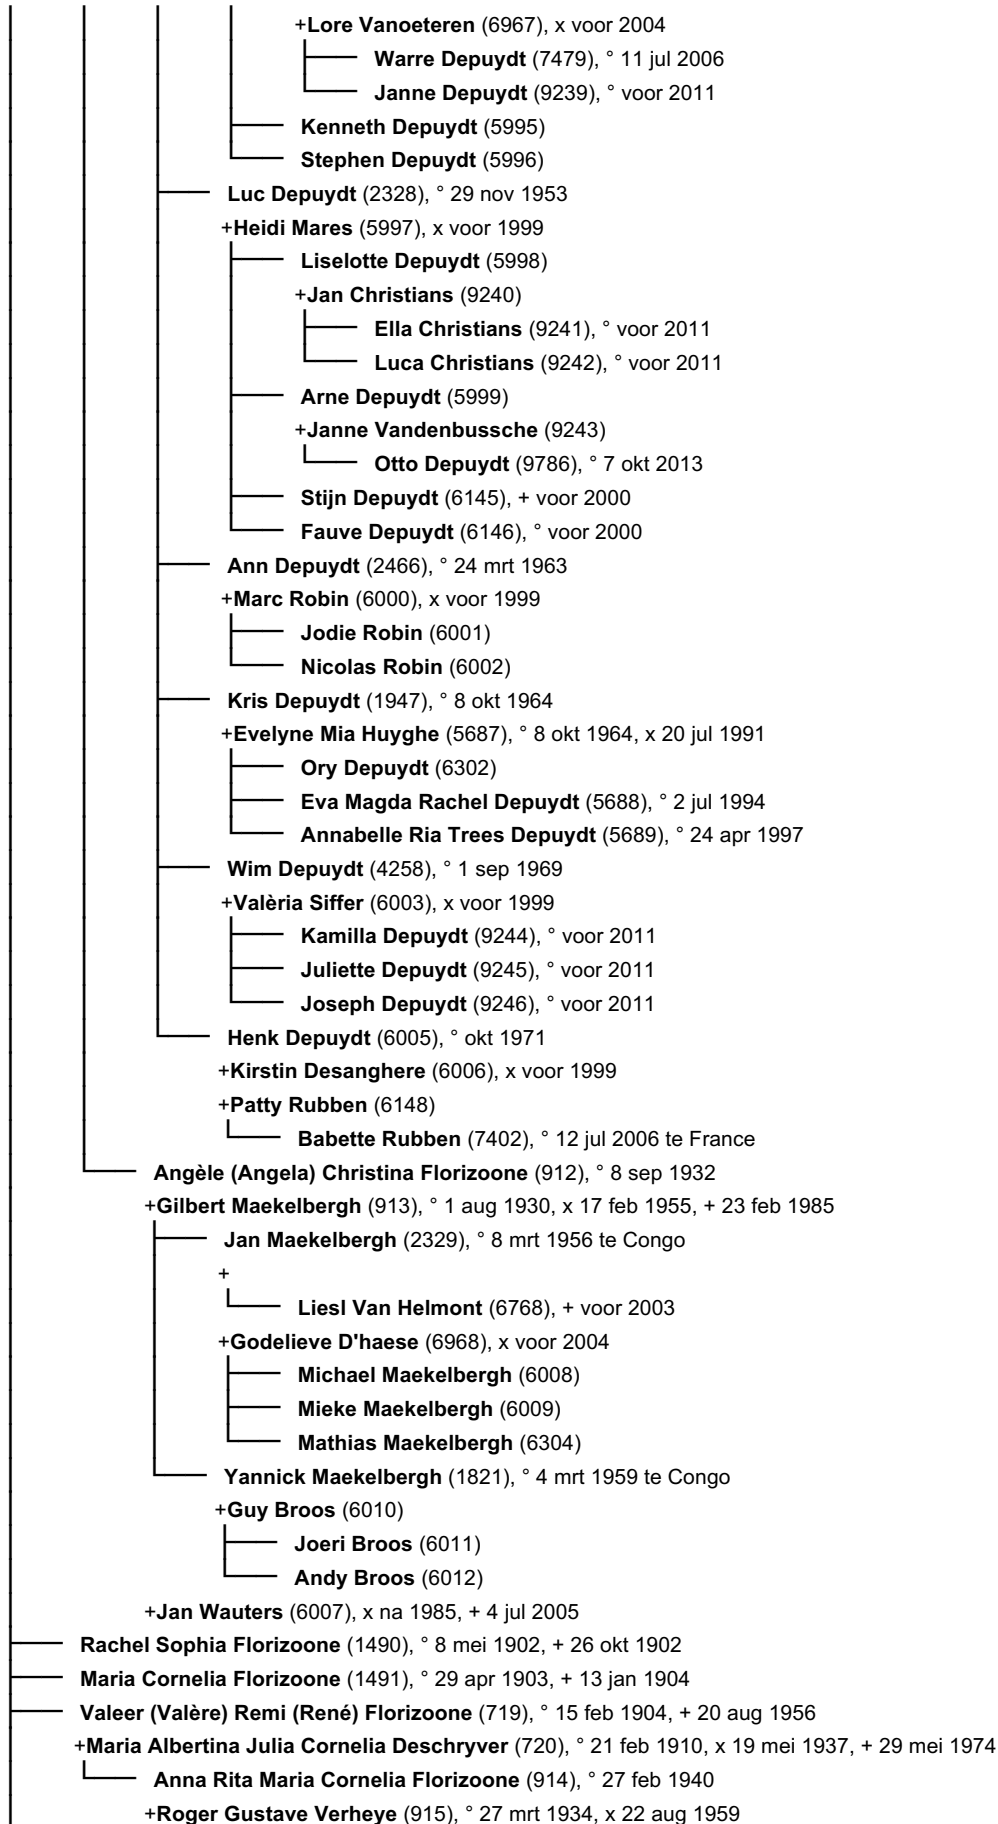 +Lore Vanoeteren (6967), x voor 2004
Warre Depuydt (7479), ° 11 jul 2006
Janne Depuydt (9239), ° voor 2011
Kenneth Depuydt (5995)
Stephen Depuydt (5996)
Luc Depuydt (2328), ° 29 nov 1953
+Heidi Mares (5997), x voor 1999
Liselotte Depuydt (5998)
+Jan Christians (9240)
Ella Christians (9241), ° voor 2011
Luca Christians (9242), ° voor 2011
Arne Depuydt (5999)
+Janne Vandenbussche (9243)
Otto Depuydt (9786), ° 7 okt 2013
Stijn Depuydt (6145), + voor 2000
Fauve Depuydt (6146), ° voor 2000
Ann Depuydt (2466), ° 24 mrt 1963
+Marc Robin (6000), x voor 1999
Jodie Robin (6001)
Nicolas Robin (6002)
Kris Depuydt (1947), ° 8 okt 1964
+Evelyne Mia Huyghe (5687), ° 8 okt 1964, x 20 jul 1991
Ory Depuydt (6302)
Eva Magda Rachel Depuydt (5688), ° 2 jul 1994
Annabelle Ria Trees Depuydt (5689), ° 24 apr 1997
Wim Depuydt (4258), ° 1 sep 1969
+Valèria Siffer (6003), x voor 1999
Kamilla Depuydt (9244), ° voor 2011
Juliette Depuydt (9245), ° voor 2011
Joseph Depuydt (9246), ° voor 2011
Henk Depuydt (6005), ° okt 1971
+Kirstin Desanghere (6006), x voor 1999
+Patty Rubben (6148)
Babette Rubben (7402), ° 12 jul 2006 te France
Angèle (Angela) Christina Florizoone (912), ° 8 sep 1932
+Gilbert Maekelbergh (913), ° 1 aug 1930, x 17 feb 1955, + 23 feb 1985
Jan Maekelbergh (2329), ° 8 mrt 1956 te Congo
+
Liesl Van Helmont (6768), + voor 2003
+Godelieve D'haese (6968), x voor 2004
Michael Maekelbergh (6008)
Mieke Maekelbergh (6009)
Mathias Maekelbergh (6304)
Yannick Maekelbergh (1821), ° 4 mrt 1959 te Congo
+Guy Broos (6010)
Joeri Broos (6011)
Andy Broos (6012)
+Jan Wauters (6007), x na 1985, + 4 jul 2005
Rachel Sophia Florizoone (1490), ° 8 mei 1902, + 26 okt 1902
Maria Cornelia Florizoone (1491), ° 29 apr 1903, + 13 jan 1904
Valeer (Valère) Remi (René) Florizoone (719), ° 15 feb 1904, + 20 aug 1956
+Maria Albertina Julia Cornelia Deschryver (720), ° 21 feb 1910, x 19 mei 1937, + 29 mei 1974
Anna Rita Maria Cornelia Florizoone (914), ° 27 feb 1940
+Roger Gustave Verheye (915), ° 27 mrt 1934, x 22 aug 1959